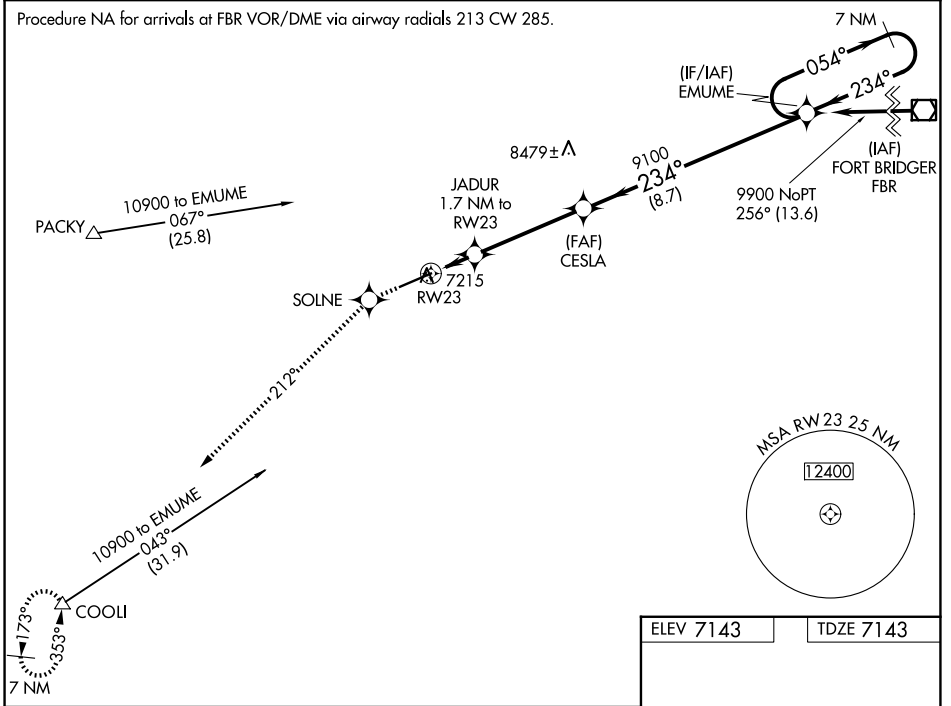 Procedure NA for arrivals at FBR VOR/DME via airway radials 213 CW 285.
7 NM
054°
234°
(IF/IAF)
EMUME
(IAF)
FORT BRIDGER
FBR
9900 NoPT
256° (13.6)
8479±
9100
234°
(8.7)
JADUR
1.7 NM to
RW23
(FAF)
CESLA
10900 to EMUME
067°
(25.8)
PACKY
7215
RW23
SOLNE
212°
MSA RW 23 25 NM
12400
10900 to EMUME
043°
(31.9)
COOLI
173°
353°
7 NM
ELEV 7143
TDZE 7143